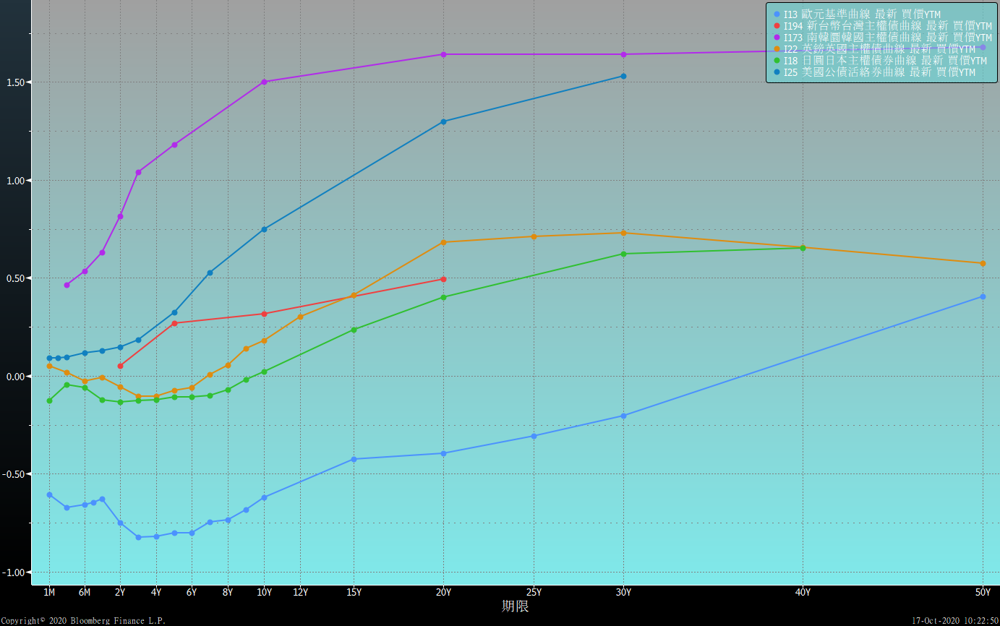 I13 歐元基準曲線 最新 買價YTM
I194 新台幣台灣主權債曲線 最新 買價YTM
I173 南韓圜韓國主權債曲線 最新 買價YTM
I22 英鎊英國主權債曲線 最新 買價YTM
I18 日圓日本主權債券曲線 最新 買價YTM
I25 美國公債活絡券曲線 最新 買價YTM
1.50
1.00
0.50
0.00
-0.50
-1.00
1M 6M 2Y 4Y 6Y 8Y 10Y 12Y 15Y 20Y 25Y 30Y 40Y 50Y
期限
Copyright© 2020 Bloomberg Finance L.P. 17-Oct-2020 10:22:50